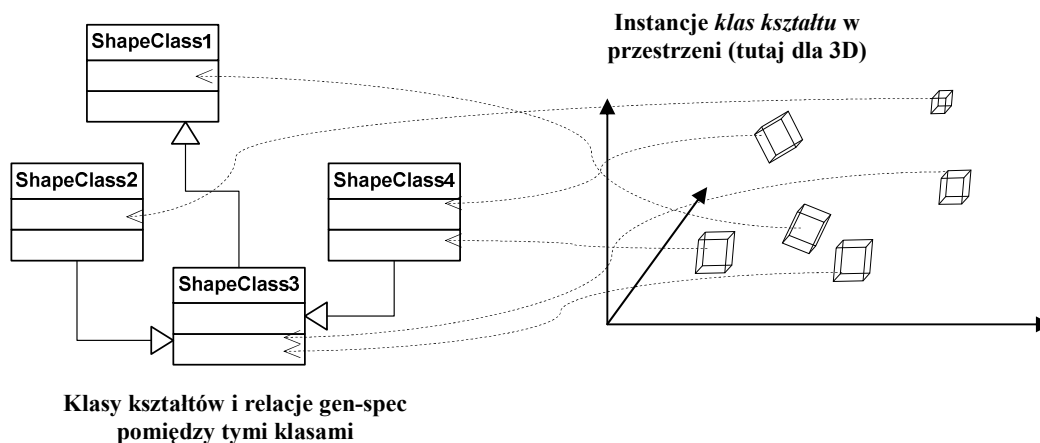 ShapeClass1
Instancje klas kształtu w
przestrzeni (tutaj dla 3D)
ShapeClass2
ShapeClass4
ShapeClass3
Klasy kształtów i relacje gen-spec
pomiędzy tymi klasami